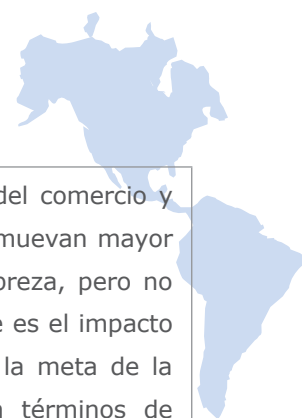 del comercio y
muevan mayor
breza, pero no
es el impacto
la meta de la
términos de